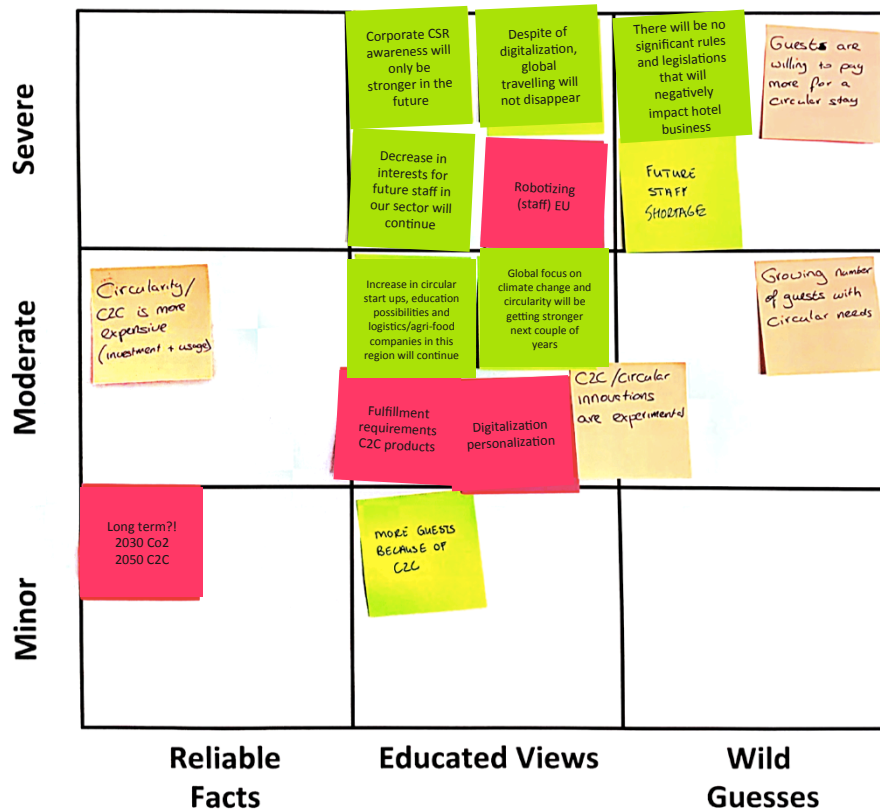 Severe
Corporate CSR
awareness will
only be
stronger in the
future
Despite of
digitalization,
global
travelling will
not disappear
There will be no
significant rules
and legislations
that will
negatively
impact hotel
business
Guests are
willing to pay
more for a
circular stay
Decrease in
interests for
future staff in
our sector will
continue
Robotizing
(staff) EU
FUTURE
STAFF
SHORTAGE
Moderate
Circularity/
C2C is more
expensive
(investment + usage)
Increase in circular
start ups, education
possibilities and
logistics/agri-food
companies in this
region will continue
Global focus on
climate change and
circularity will be
getting stronger
next couple of
years
Growing number
of guests with
Circular needs
Fulfillment
requirements
C2C products
Digitalization
personalization
C2C/circular
innovations
are experimental
Minor
Long term?!
2030 Co2
2050 C2C
MORE GUESTS
BECAUSE OF
C2C
Reliable
Facts
Educated Views
Wild
Guesses